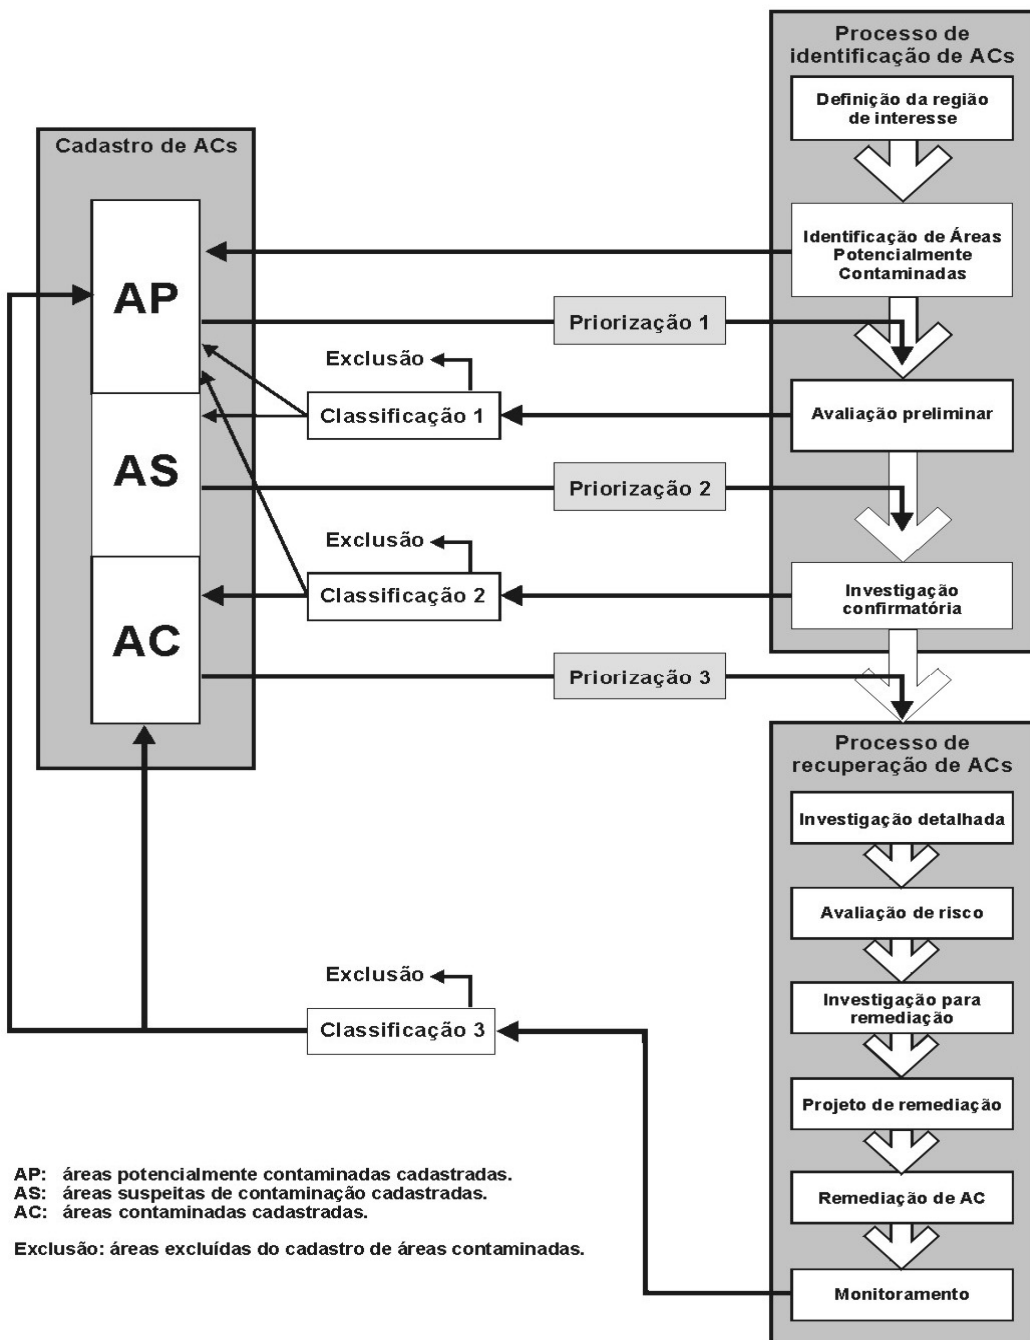 Processo de
identificação de ACs
Definição da região
de interesse
Cadastro de ACs
Identificação de Áreas
Potencialmente
Contaminadas
AP
Priorização 1
Exclusão
Classificação 1
Avaliação preliminar
AS
Priorização 2
Exclusão
Classificação 2
Investigação
confirmatória
AC
Priorização 3
Processo de
recuperação de ACs
Investigação detalhada
Avaliação de risco
Exclusão
Classificação 3
Investigação para
remediação
Projeto de remediação
Remediação de AC
Monitoramento
AP: áreas potencialmente contaminadas cadastradas.
AS: áreas suspeitas de contaminação cadastradas.
AC: áreas contaminadas cadastradas.
Exclusão: áreas excluídas do cadastro de áreas contaminadas.